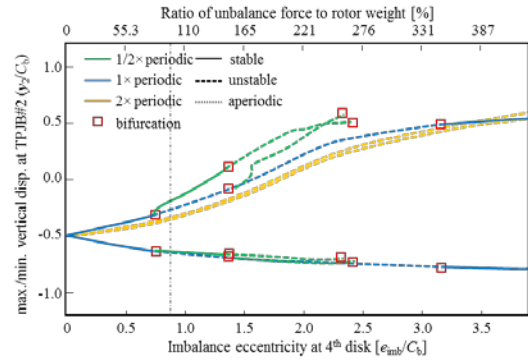 Ratio of unbalance force to rotor weight [%]
0 55.3 110 165 221 276 331 387
max./min. vertical disp. at TPJB#2 (y₂/C_b)
1.0
0.5
0.0
-0.5
-1.0
1/2× periodic stable
1× periodic unstable
2× periodic aperiodic
bifurcation
0 0.5 1.0 1.5 2.0 2.5 3.0 3.5
Imbalance eccentricity at 4th disk [e_imb/C_b]